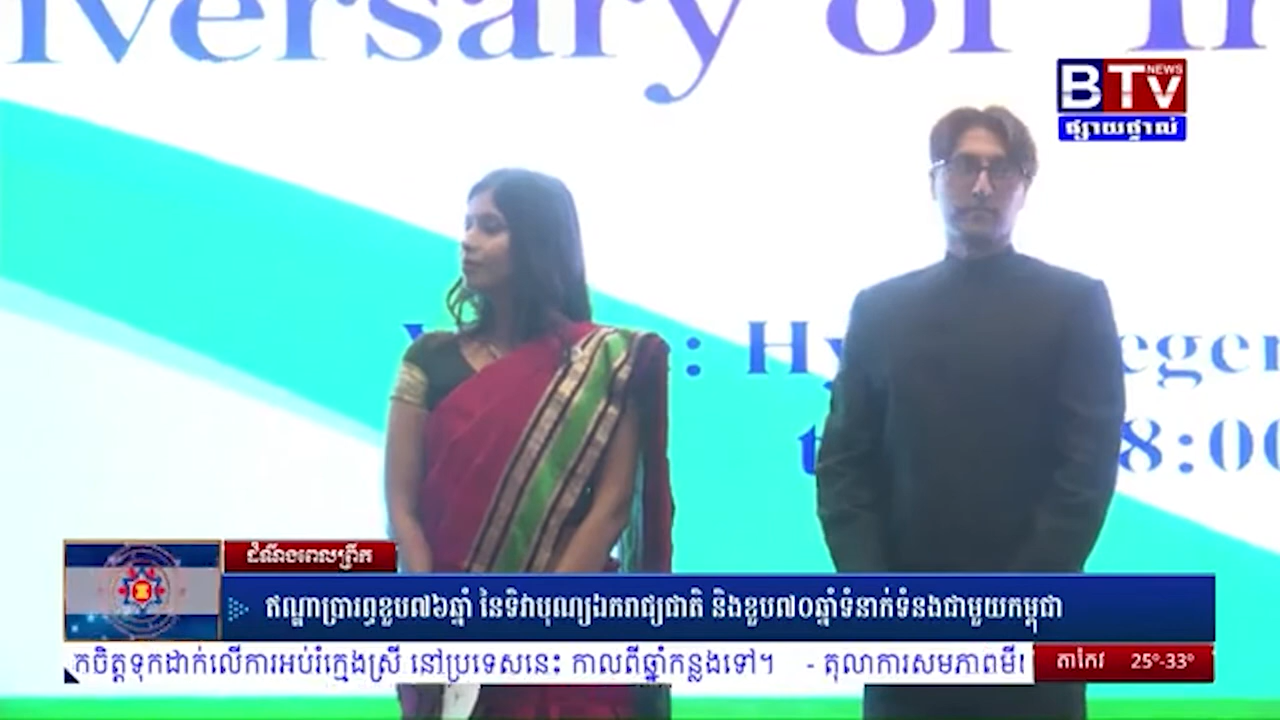 iversary of In
BTV NEWS
ផ្សាយផ្ទាល់
: Hy egen
8:00
ដំណឹងពេលព្រឹក
ឥណ្ឌាប្រារព្ធខួប៧៦ឆ្នាំ នៃទិវាបុណ្យឯករាជ្យជាតិ និងខួប៧០ឆ្នាំទំនាក់ទំនងជាមួយកម្ពុជា
កចិត្តទុកដាក់លើការអប់រំក្មេងស្រី នៅប្រទេសនេះ កាលពីឆ្នាំកន្លងទៅ។ - តុលាការសមភាពមី
តាកែវ 25°-33°